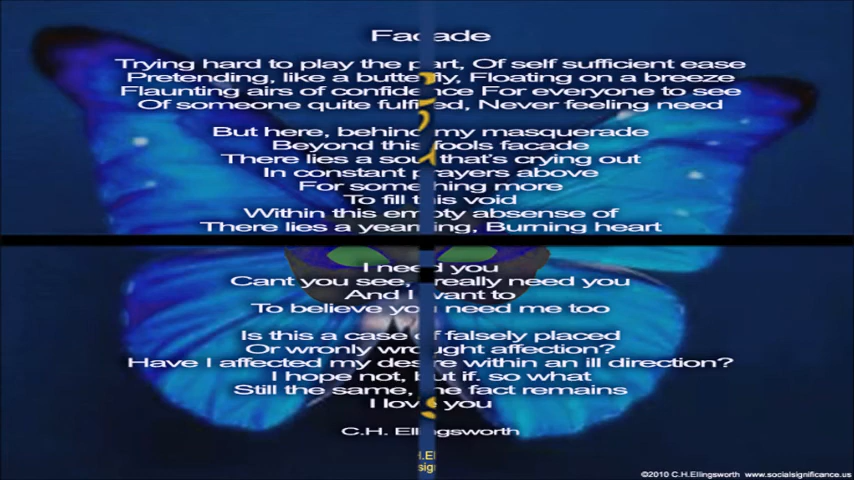 Facade
Trying hard to play the part, Of self sufficient ease
Pretending, like a butterfly, Floating on a breeze
Flaunting airs of confidence For everyone to see
Of someone quite fulfilled, Never feeling need
But here, behind my masquerade
Beyond this fools facade
There lies a soul that's crying out
In constant prayers above
For something more
To fill this void
Within this empty absense of
There lies a yearning, Burning heart
I need you
Cant you see, I really need you
And I want to
To believe you need me too
Is this a case of falsely placed
Or wronly wrought affection?
Have I affected my desire within an ill direction?
I hope not, but if. so what
Still the same, the fact remains
I love you
C.H. Ellingsworth
H.El
sig
©2010 C.H.Ellingsworth www.socialsignificance.us